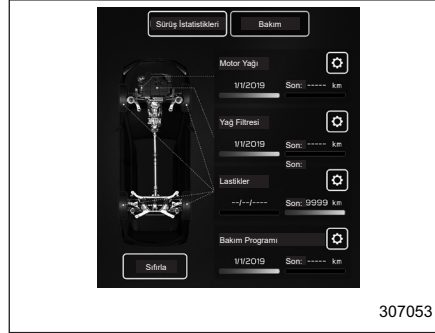 Sürüş İstatistikleri Bakım
Motor Yağı
1/1/2019 Son: ----- km
Yağ Filtresi
1/1/2019 Son: ----- km
Son:
Lastikler
--/--/---- Son: 9999 km
Bakım Programı
1/1/2019 Son: ----- km
Sıfırla
307053